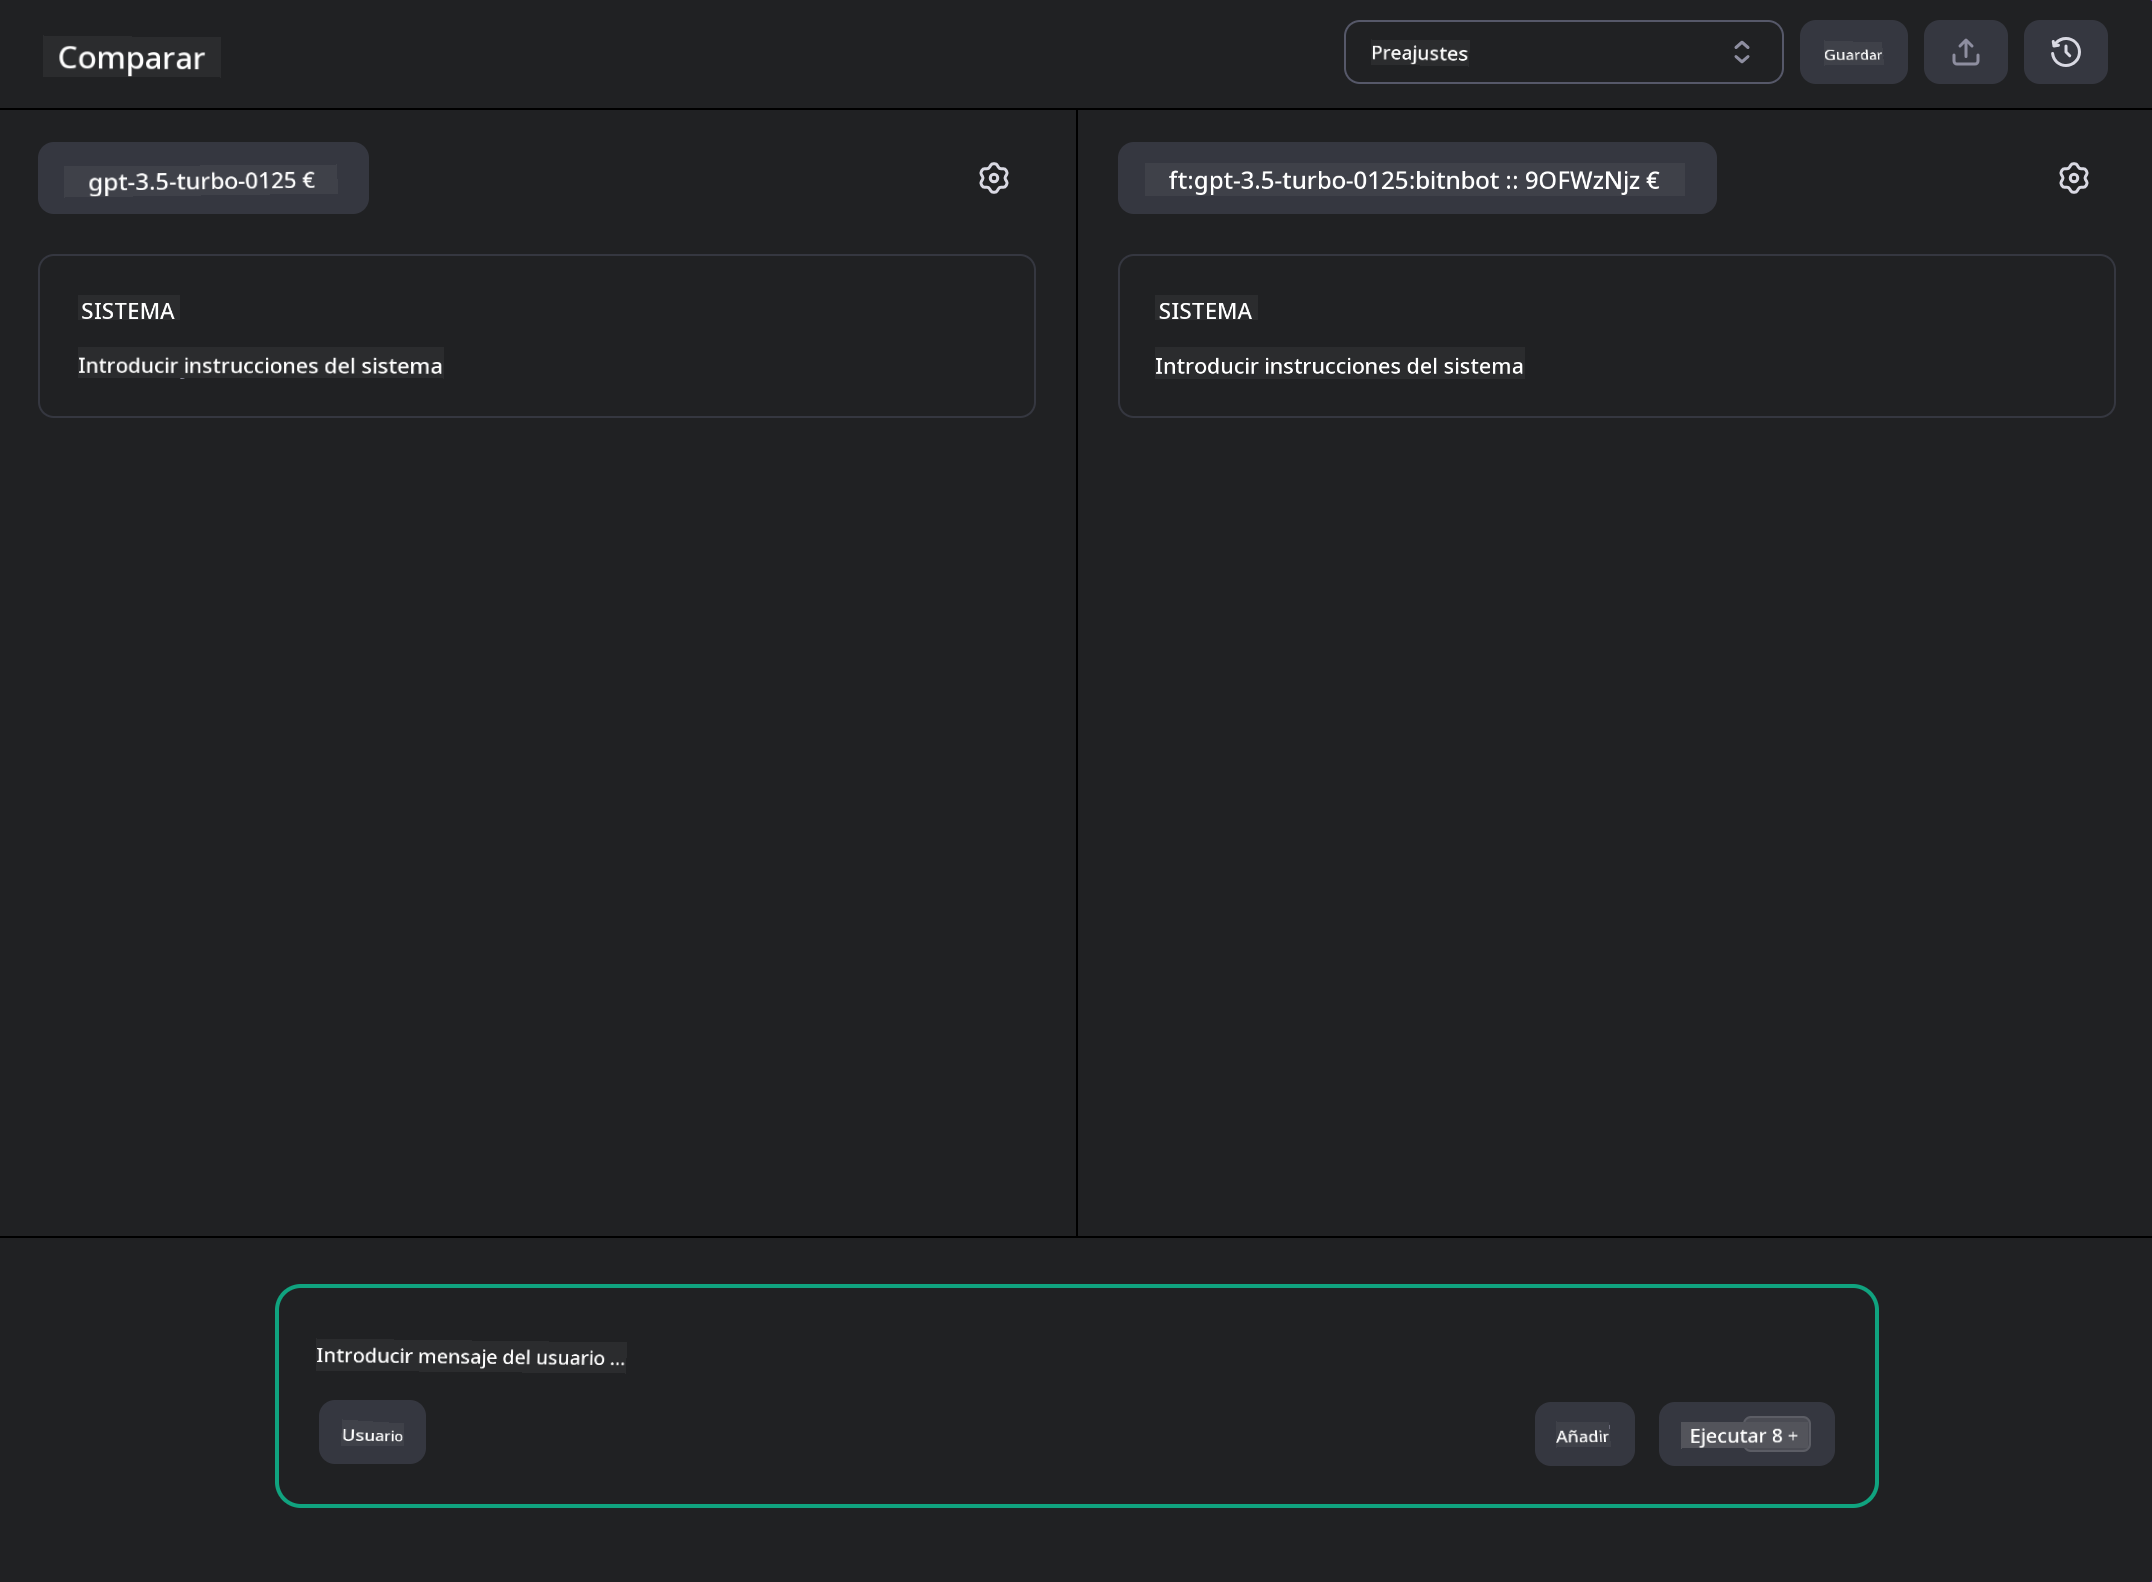 Comparar
Preajustes
Guardar
gpt-3.5-turbo-0125 €
ft:gpt-3.5-turbo-0125:bitnbot :: 9OFWzNjz €
SISTEMA
Introducir instrucciones del sistema
SISTEMA
Introducir instrucciones del sistema
Introducir mensaje del usuario ...
Usuario
Añadir
Ejecutar 8 +